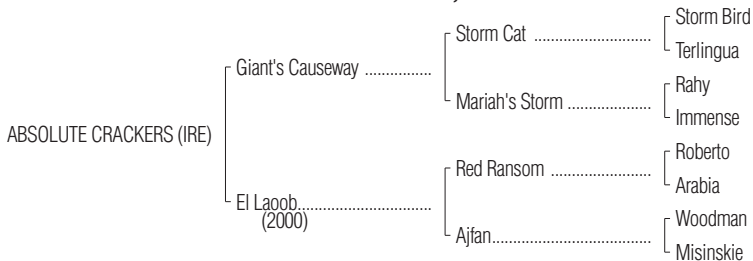 Storm Bird
Storm Cat ..............................
Terlingua
Giant's Causeway ................
Rahy
Mariah's Storm .....................
Immense
ABSOLUTE CRACKERS (IRE)
Roberto
Red Ransom .........................
Arabia
El Laoob.................................
(2000)
Woodman
Ajfan........................................
Misinskie